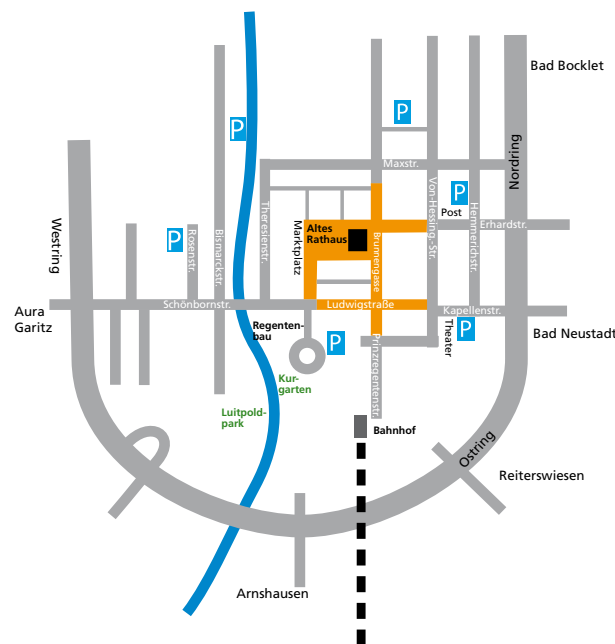 Bad Bocklet
P
P
Nordring
Maxstr.
Theresienstr.
Von-Hessing.-Str.
P
Post
Hemmerichstr.
Erhardstr.
Altes
Rathaus
Marktplatz
Brunnengasse
P
Rosenstr.
Bismarckstr.
Westring
Aura
Garitz
Schönbornstr.
Ludwigstraße
Kapellenstr.
Bad Neustadt
Regenten-
bau
P
P
Theater
Prinzregentenstr.
Kur-
garten
Luitpold-
park
Bahnhof
Ostring
Reiterswiesen
Arnshausen